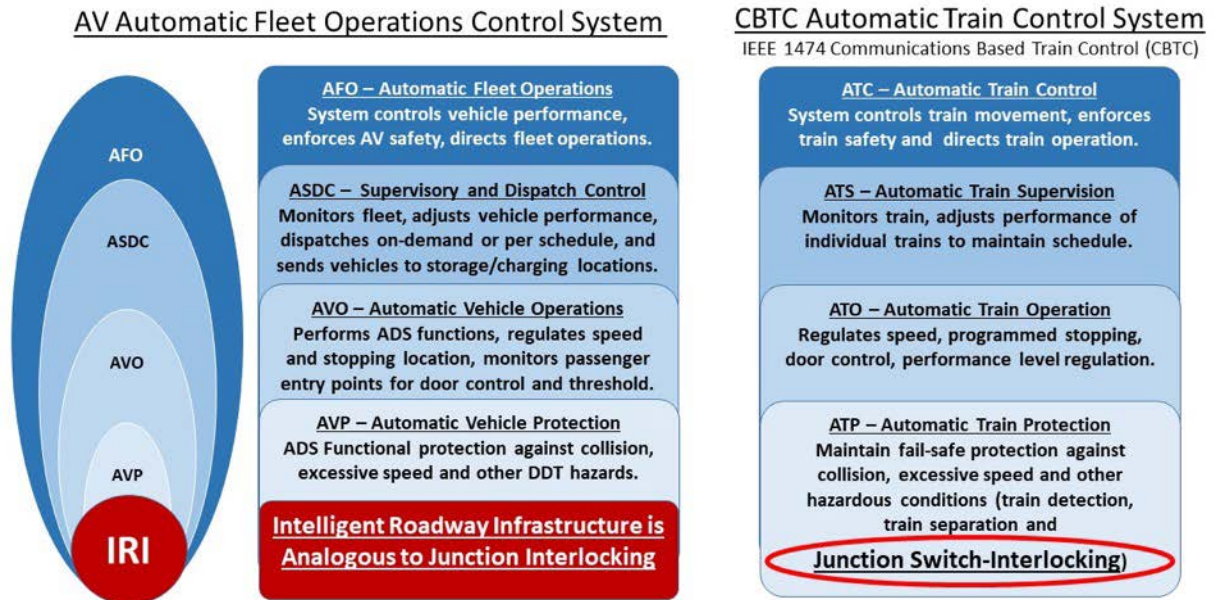 AV Automatic Fleet Operations Control System
AFO
ASDC
AVO
AVP
IRI
AFO – Automatic Fleet Operations
System controls vehicle performance,
enforces AV safety, directs fleet operations.
ASDC – Supervisory and Dispatch Control
Monitors fleet, adjusts vehicle performance,
dispatches on-demand or per schedule, and
sends vehicles to storage/charging locations.
AVO – Automatic Vehicle Operations
Performs ADS functions, regulates speed
and stopping location, monitors passenger
entry points for door control and threshold.
AVP – Automatic Vehicle Protection
ADS Functional protection against collision,
excessive speed and other DDT hazards.
Intelligent Roadway Infrastructure is
Analogous to Junction Interlocking
CBTC Automatic Train Control System
IEEE 1474 Communications Based Train Control (CBTC)
ATC – Automatic Train Control
System controls train movement, enforces
train safety and directs train operation.
ATS – Automatic Train Supervision
Monitors train, adjusts performance of
individual trains to maintain schedule.
ATO – Automatic Train Operation
Regulates speed, programmed stopping,
door control, performance level regulation.
ATP – Automatic Train Protection
Maintain fail-safe protection against
collision, excessive speed and other
hazardous conditions (train detection,
train separation and
Junction Switch-Interlocking)